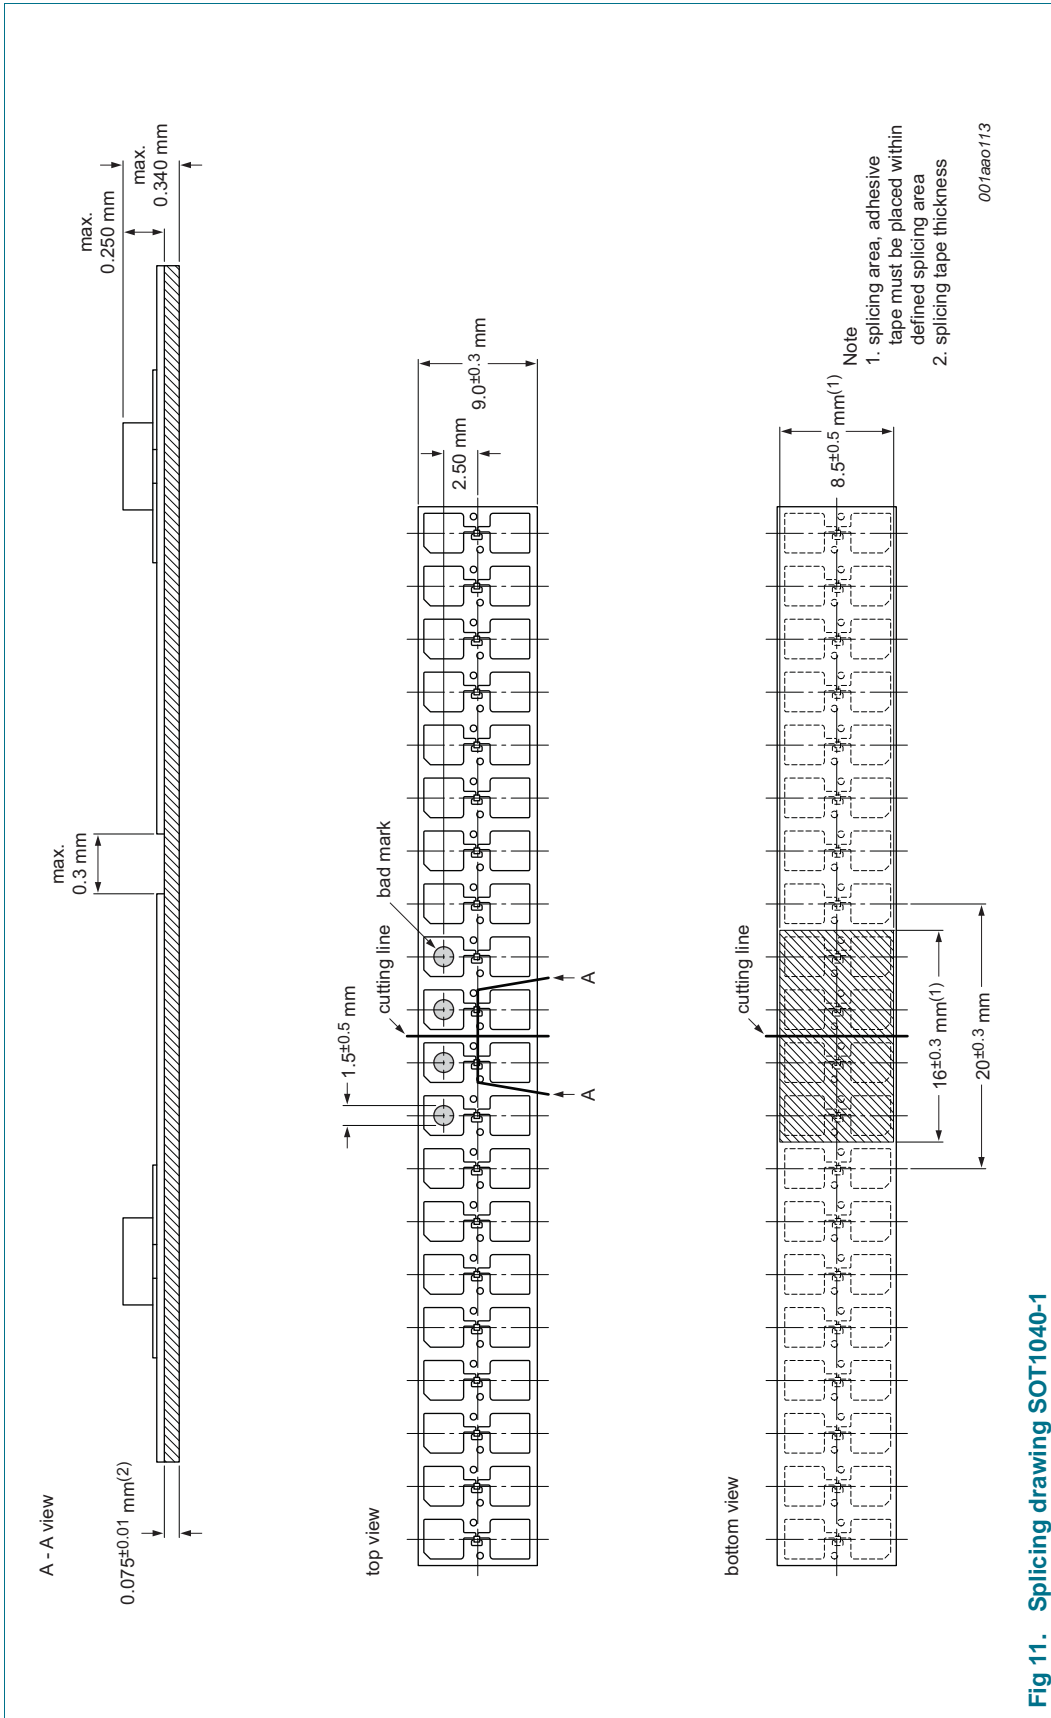 A - A view
0.075±0.01 mm(2)
max.
0.3 mm
max.
0.250 mm
max.
0.340 mm
top view
1.5±0.5 mm
cutting line
bad mark
A
A
2.50 mm
9.0±0.3 mm
bottom view
cutting line
16±0.3 mm(1)
20±0.3 mm
8.5±0.5 mm(1)
Note
1. splicing area, adhesive
tape must be placed within
defined splicing area
2. splicing tape thickness
001aao113
Fig 11. Splicing drawing SOT1040-1